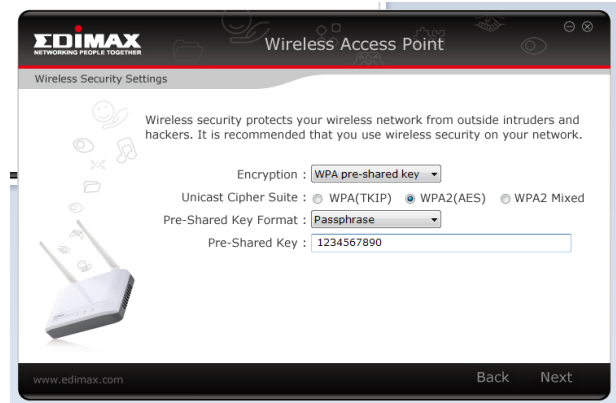 EDIMAX
NETWORKING PEOPLE TOGETHER
Wireless Access Point
Wireless Security Settings
Wireless security protects your wireless network from outside intruders and
hackers. It is recommended that you use wireless security on your network.
Encryption : WPA pre-shared key
Unicast Cipher Suite : WPA(TKIP) WPA2(AES) WPA2 Mixed
Pre-Shared Key Format : Passphrase
Pre-Shared Key : 1234567890
www.edimax.com Back Next